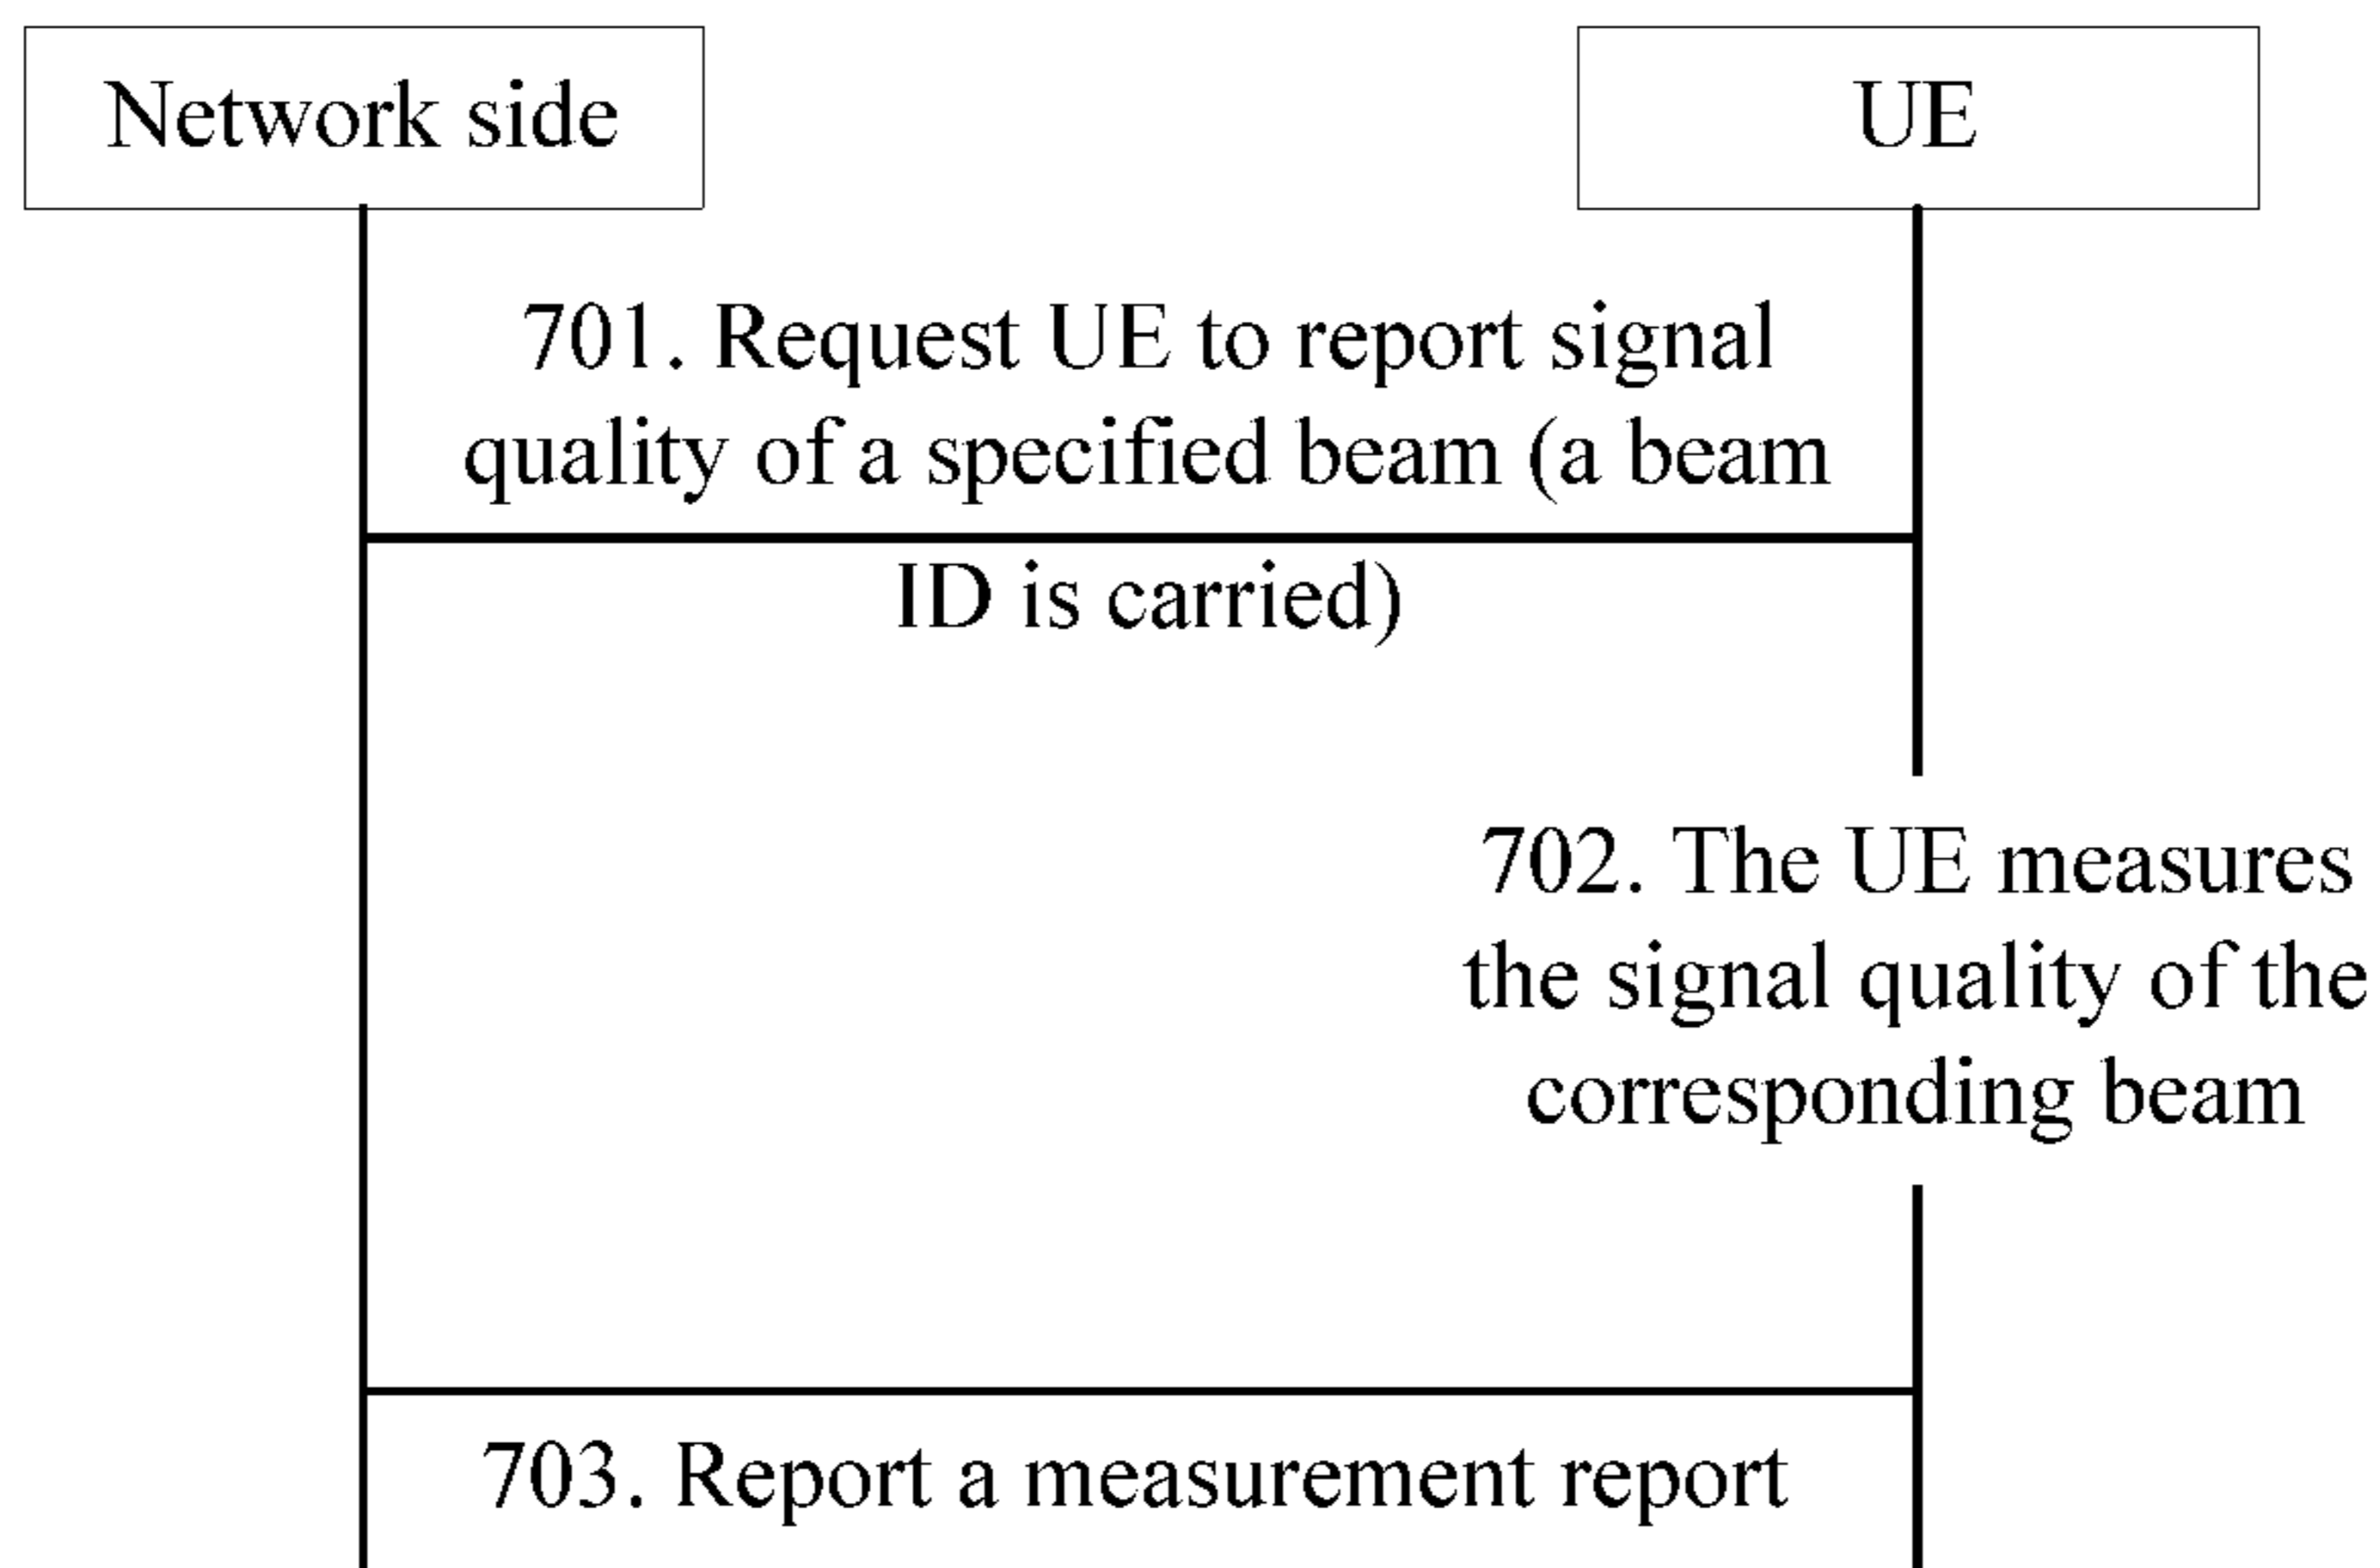 Network side
UE
701. Request UE to report signal
quality of a specified beam (a beam
ID is carried)
702. The UE measures
the signal quality of the
corresponding beam
703. Report a measurement report